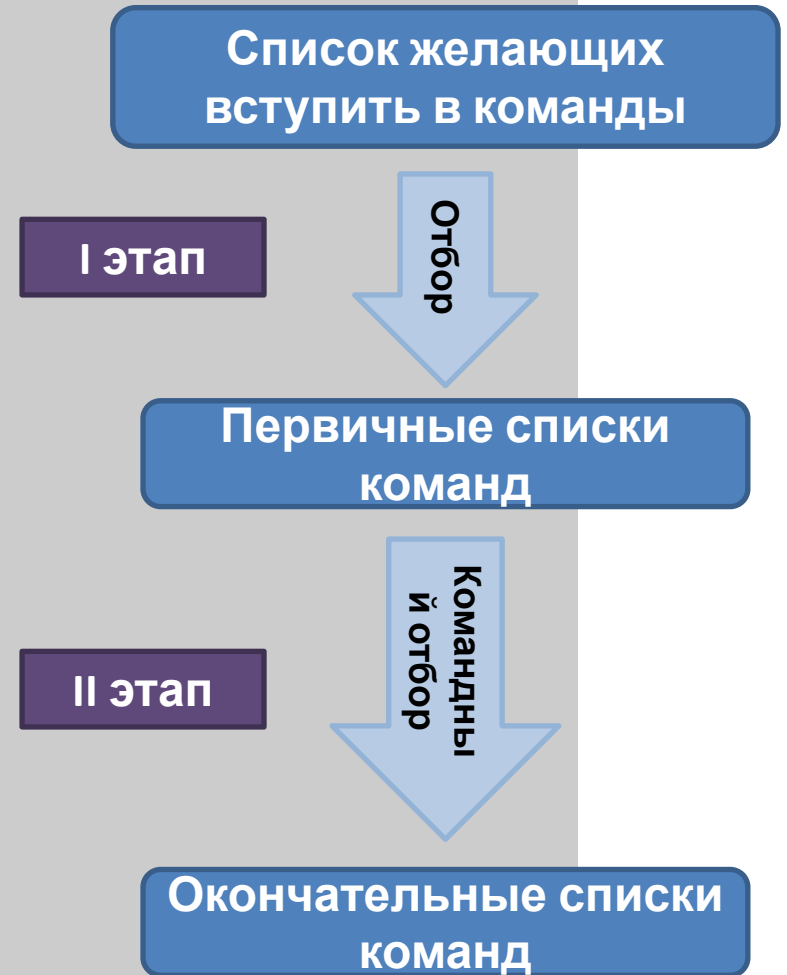 Список желающих
вступить в команды
Отбор
I этап
Первичные списки
команд
Командны
й отбор
II этап
Окончательные списки
команд